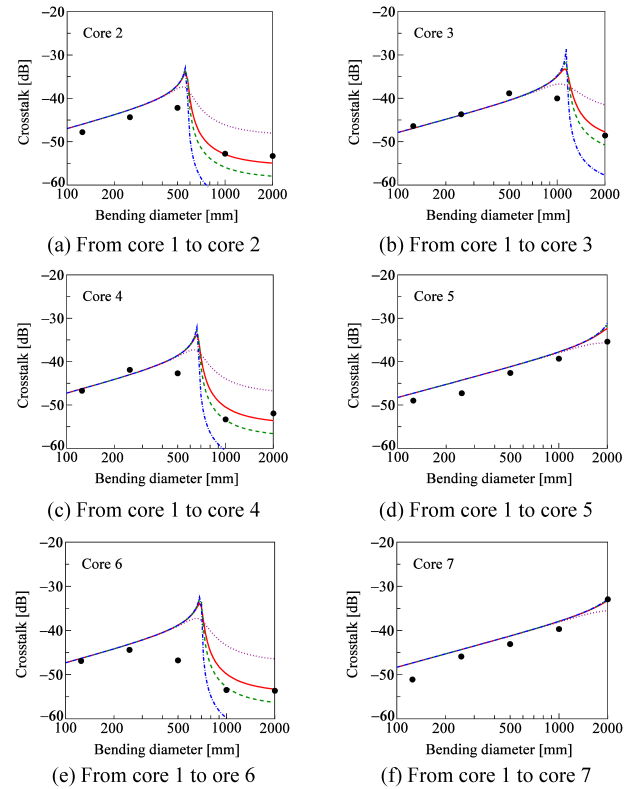 −20
Core 2
−30
−40
−50
−60
Crosstalk [dB]
100 200 500 1000 2000
Bending diameter [mm]
(a) From core 1 to core 2
−20
Core 3
−30
−40
−50
−60
Crosstalk [dB]
100 200 500 1000 2000
Bending diameter [mm]
(b) From core 1 to core 3
−20
Core 4
−30
−40
−50
−60
Crosstalk [dB]
100 200 500 1000 2000
Bending diameter [mm]
(c) From core 1 to core 4
−20
Core 5
−30
−40
−50
−60
Crosstalk [dB]
100 200 500 1000 2000
Bending diameter [mm]
(d) From core 1 to core 5
−20
Core 6
−30
−40
−50
−60
Crosstalk [dB]
100 200 500 1000 2000
Bending diameter [mm]
(e) From core 1 to ore 6
−20
Core 7
−30
−40
−50
−60
Crosstalk [dB]
100 200 500 1000 2000
Bending diameter [mm]
(f) From core 1 to core 7